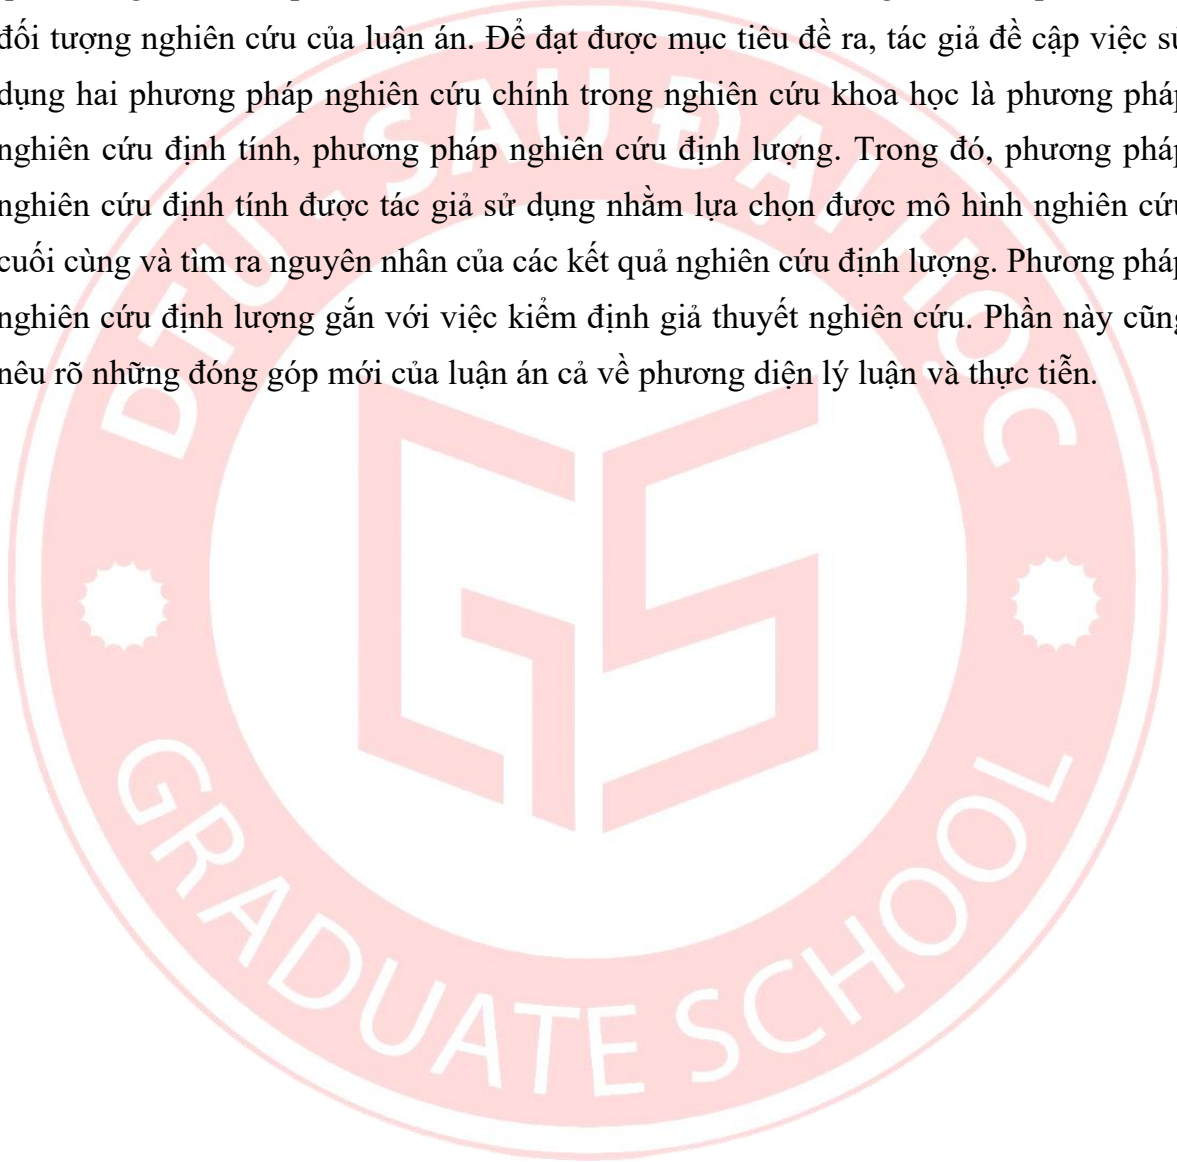 đối tượng nghiên cứu của luận án. Để đạt được mục tiêu đề ra, tác giả đề cập việc sử
dụng hai phương pháp nghiên cứu chính trong nghiên cứu khoa học là phương pháp
nghiên cứu định tính, phương pháp nghiên cứu định lượng. Trong đó, phương pháp
nghiên cứu định tính được tác giả sử dụng nhằm lựa chọn được mô hình nghiên cứu
cuối cùng và tìm ra nguyên nhân của các kết quả nghiên cứu định lượng. Phương pháp
nghiên cứu định lượng gắn với việc kiểm định giả thuyết nghiên cứu. Phần này cũng
nêu rõ những đóng góp mới của luận án cả về phương diện lý luận và thực tiễn.
DTU - SAU ĐẠI HỌC
GS
GRADUATE SCHOOL